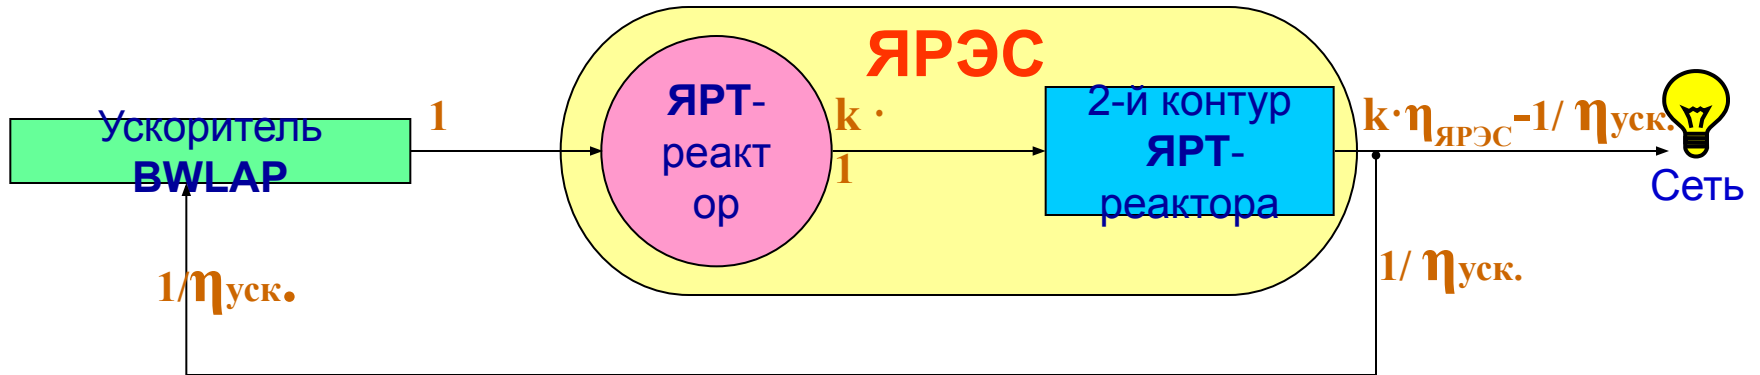 ЯРЭС
Ускоритель
BWLAP
1
ЯРТ-
реакт
ор
k ·
1
2-й контур
ЯРТ-
реактора
k·ηЯРЭС-1/ ηуск.
Сеть
1/ηуск.
1/ ηуск.